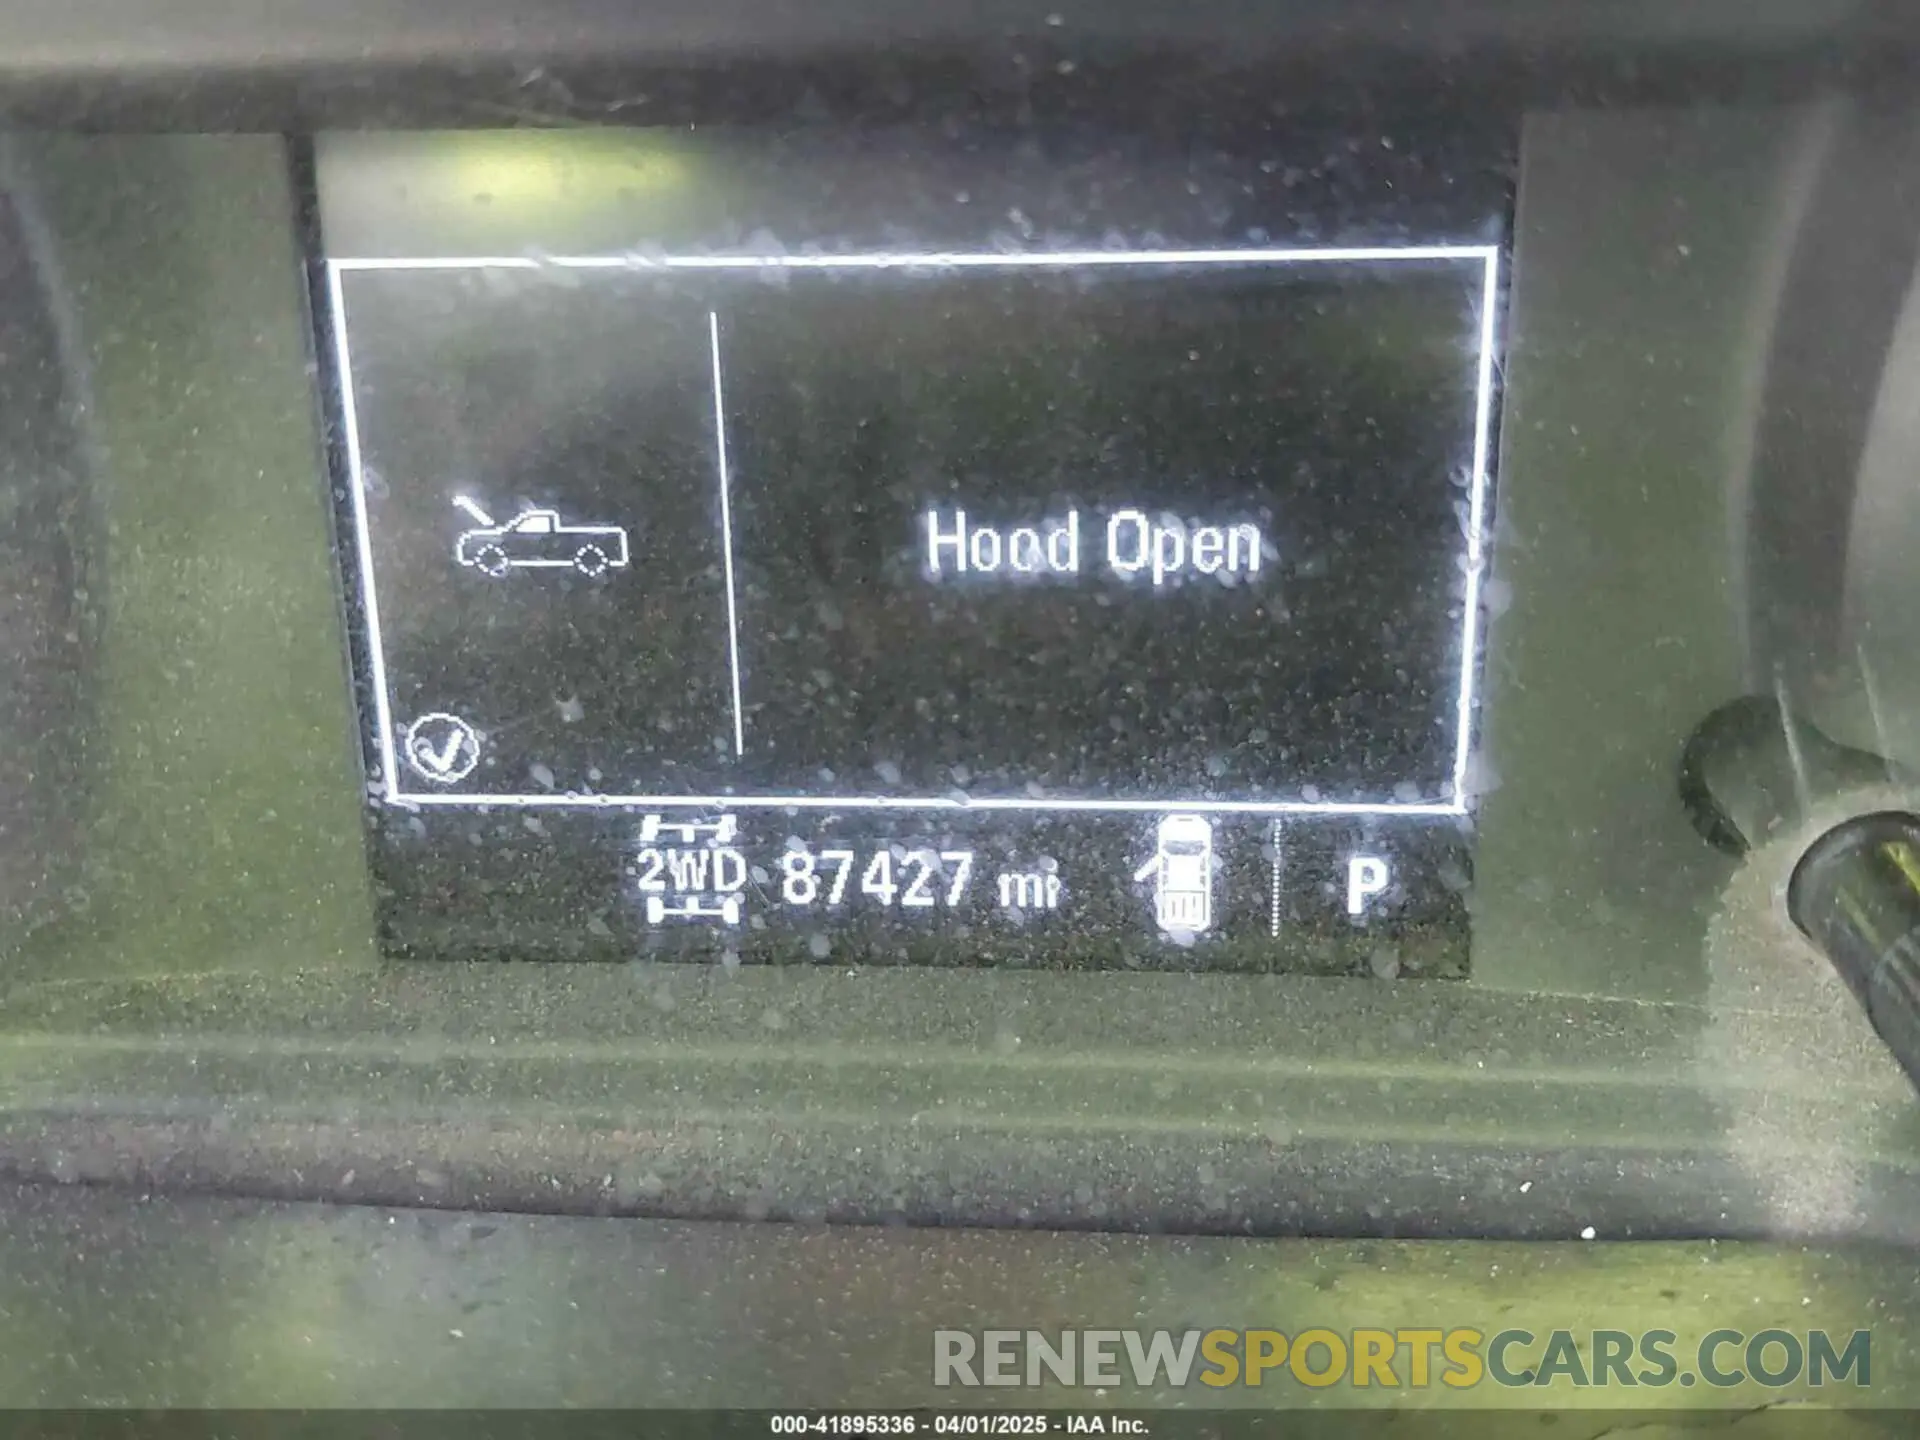 Hood Open
2WD 87427 mi P
RENEWSPORTSCARS.COM
000-41895336 - 04/01/2025 - IAA Inc.